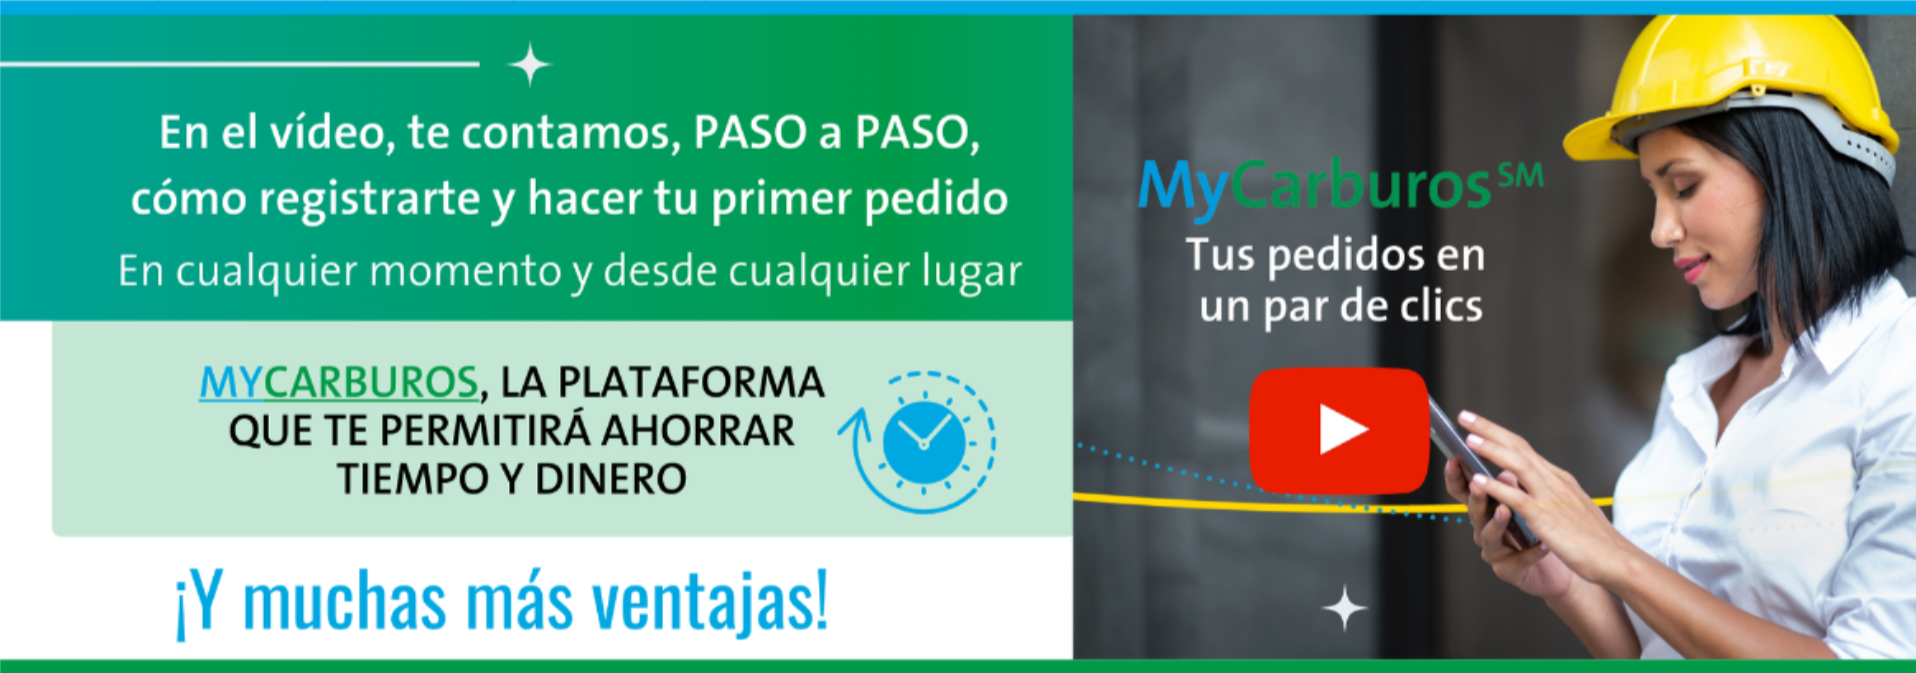 En el vídeo, te contamos, PASO a PASO,
cómo registrarte y hacer tu primer pedido
En cualquier momento y desde cualquier lugar
MYCARBUROS, LA PLATAFORMA
QUE TE PERMITIRÁ AHORRAR
TIEMPO Y DINERO
¡Y muchas más ventajas!
MyCarburos SM
Tus pedidos en
un par de clics